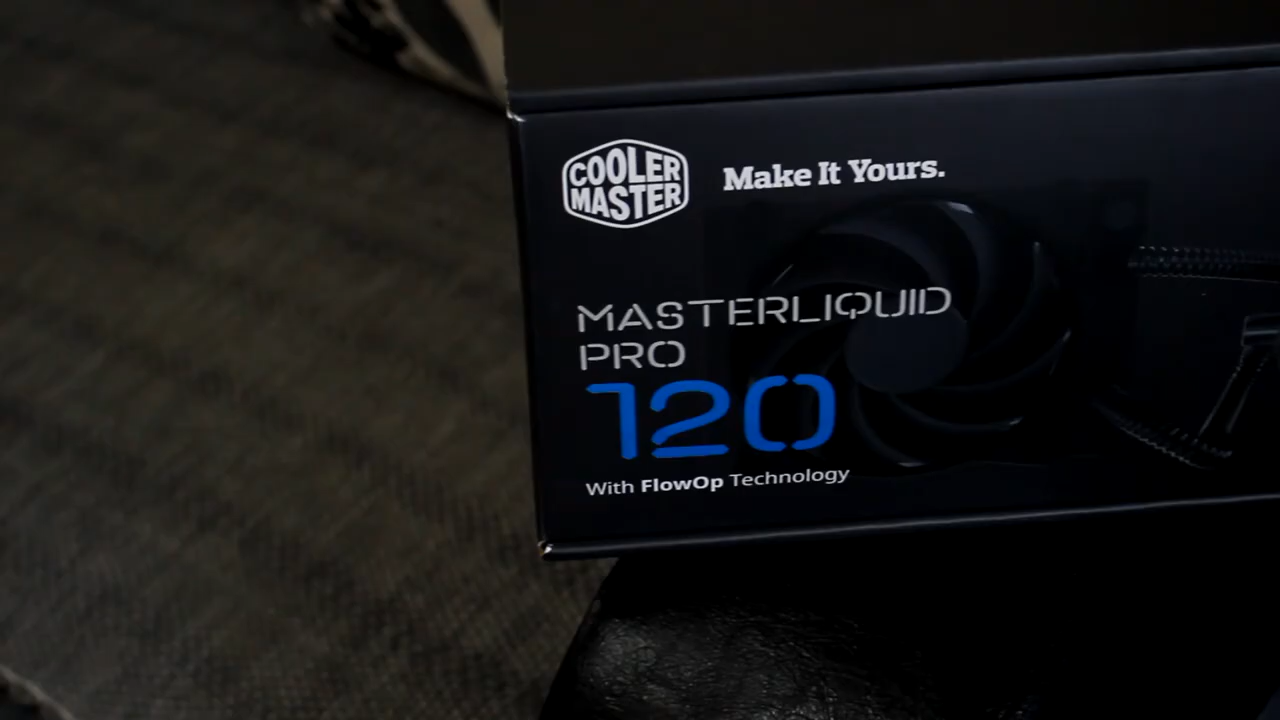 COOLER
MASTER
Make It Yours.
MASTERLIQUID
PRO
120
With FlowOp Technology